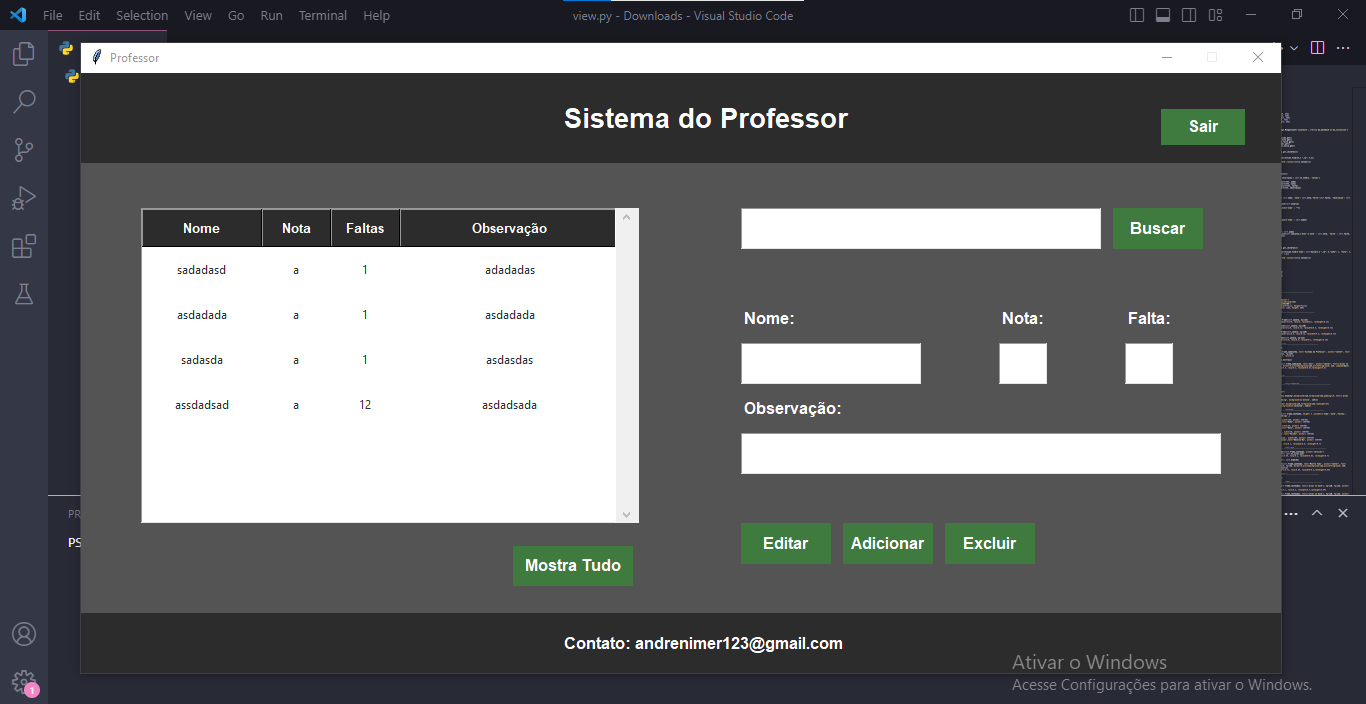 File Edit Selection View Go Run Terminal Help
view.py - Downloads - Visual Studio Code
Professor
Sistema do Professor
Sair
Nome Nota Faltas Observação
sadadasd a 1 adadadas
asdadada a 1 asdadada
sadasda a 1 asdasdas
assdadsad a 12 asdadsada
Mostra Tudo
Buscar
Nome: Nota: Falta:
Observação:
Editar Adicionar Excluir
PR
PS
Contato: andrenimer123@gmail.com
Ativar o Windows
Acesse Configurações para ativar o Windows.
1